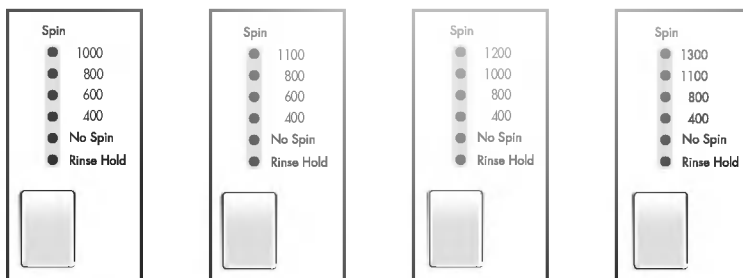 Spin
1000
800
600
400
No Spin
Rinse Hold
Spin
1100
800
600
400
No Spin
Rinse Hold
Spin
1200
1000
800
400
No Spin
Rinse Hold
Spin
1300
1100
800
400
No Spin
Rinse Hold